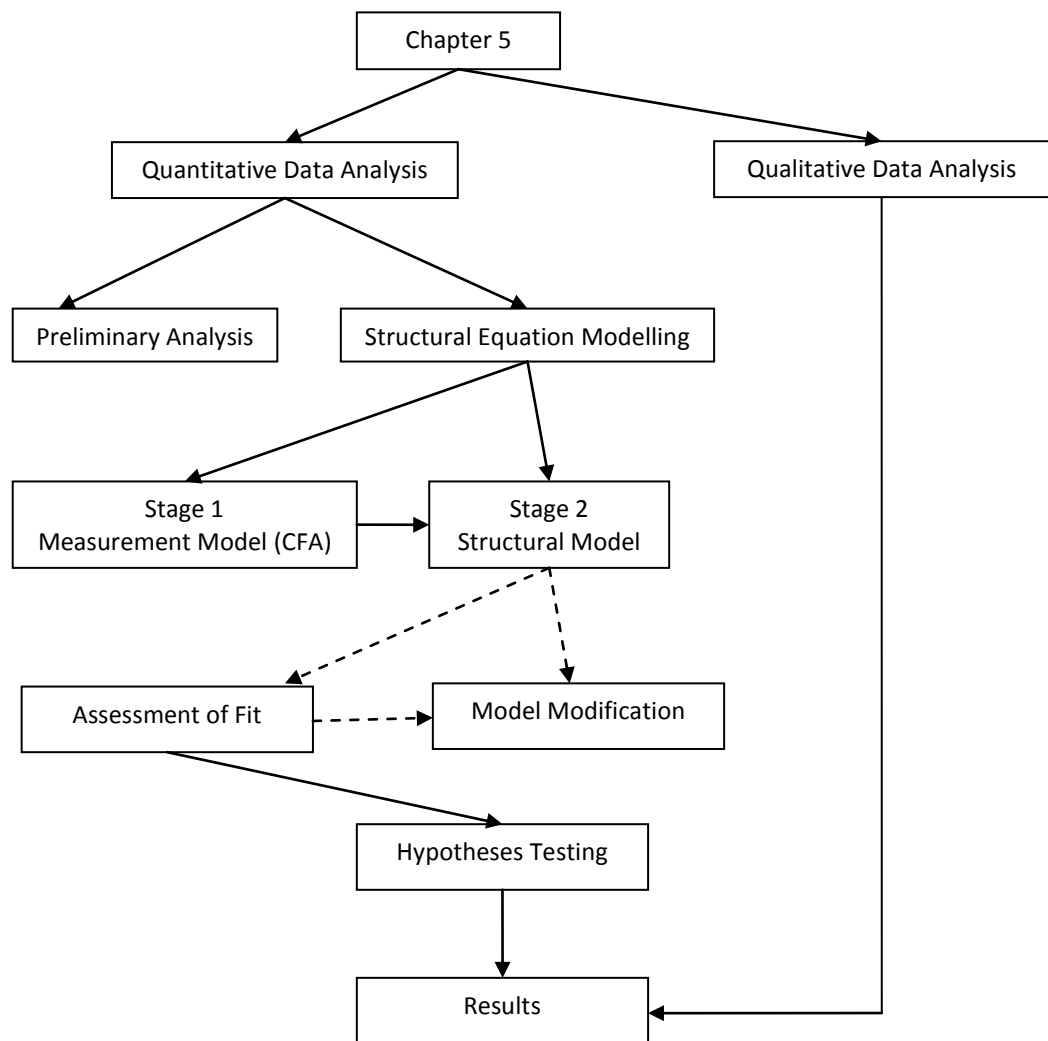 Chapter 5
Quantitative Data Analysis
Qualitative Data Analysis
Preliminary Analysis
Structural Equation Modelling
Stage 1
Measurement Model (CFA)
Stage 2
Structural Model
Assessment of Fit
Model Modification
Hypotheses Testing
Results